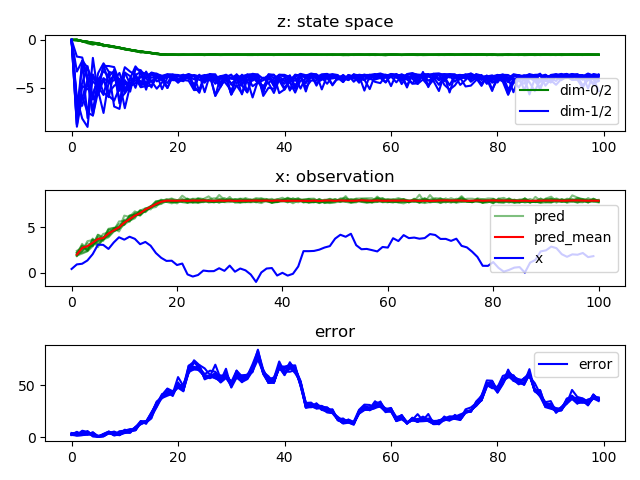 z: state space
0
−5
dim-0/2
dim-1/2
0 20 40 60 80 100
x: observation
5
0
pred
pred_mean
x
0 20 40 60 80 100
error
50
0
error
0 20 40 60 80 100